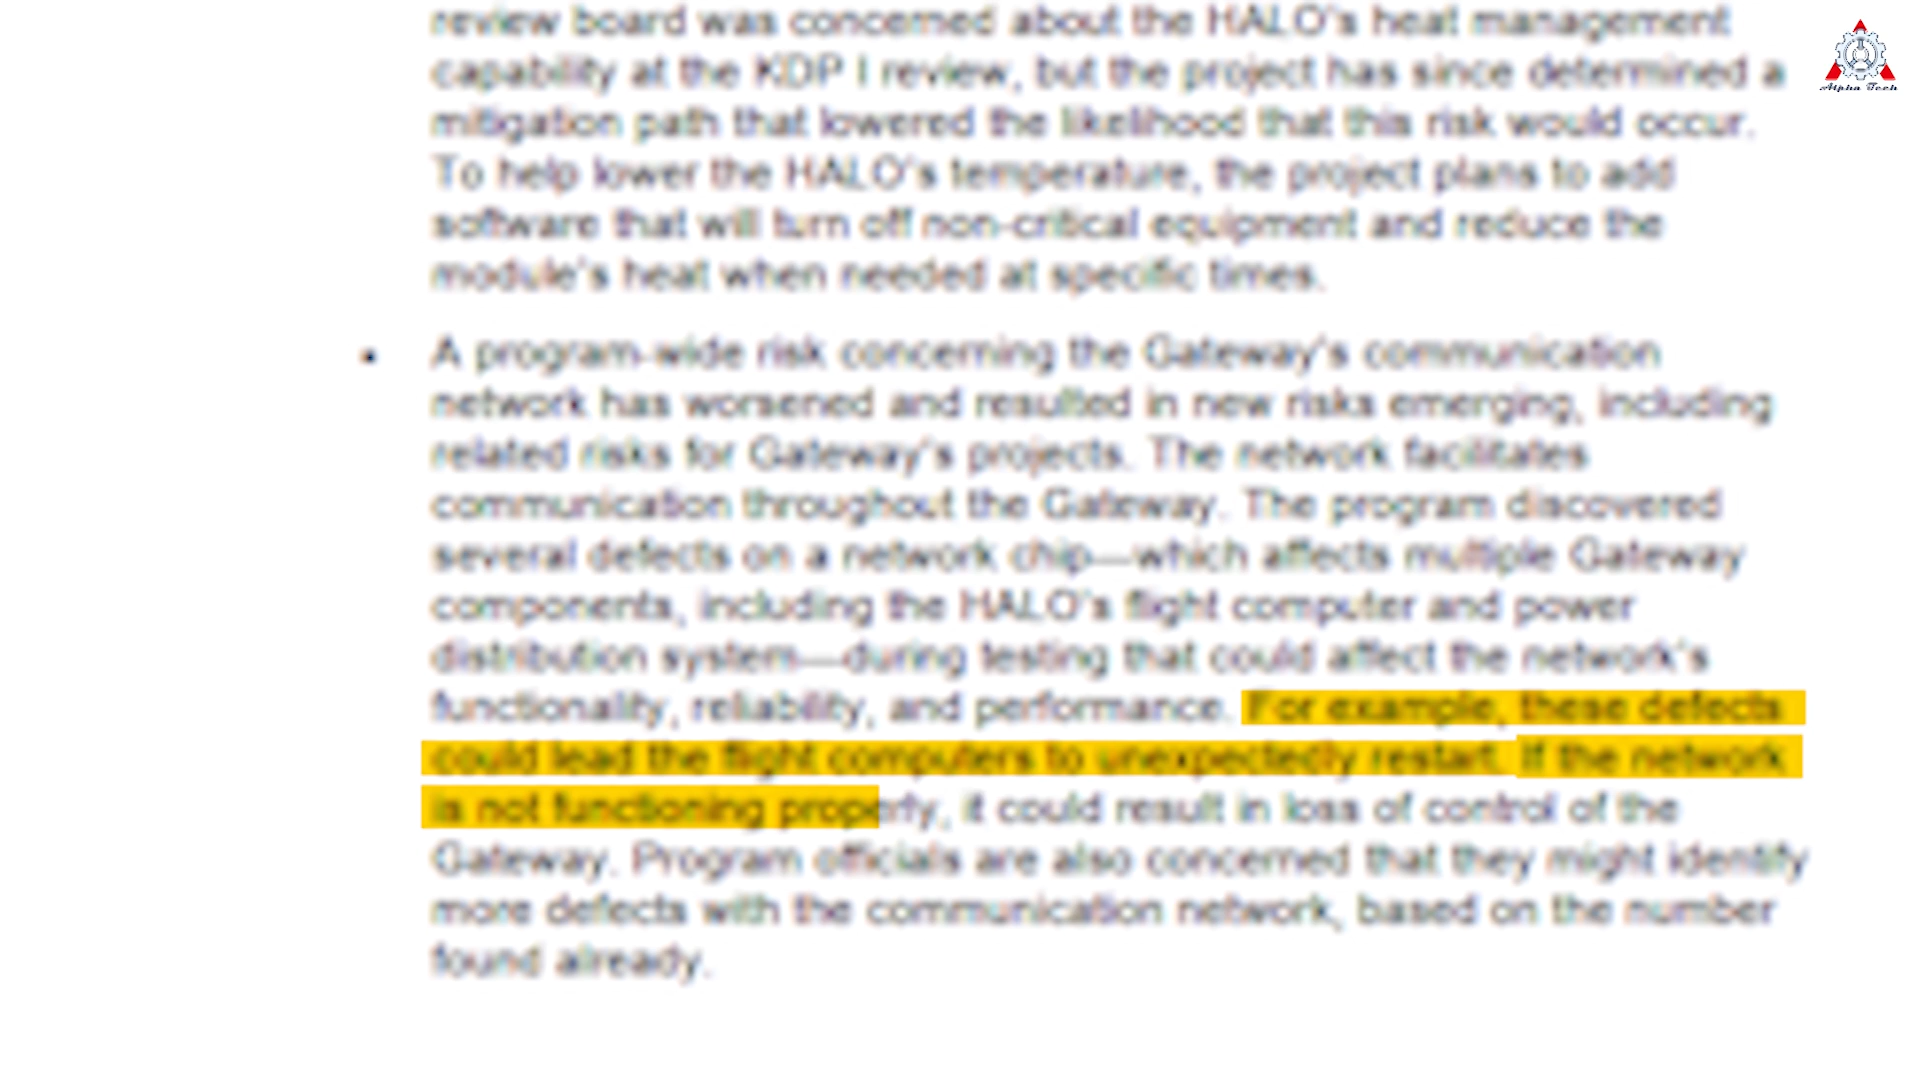 review board was concerned about the HALO's heat management
capability at the KDP I review, but the project has since determined a
mitigation path that lowered the likelihood that this risk would occur.
To help lower the HALO's temperature, the project plans to add
software that will turn off non-critical equipment and reduce the
module's heat when needed at specific times.
• A program-wide risk concerning the Gateway's communication
network has worsened and resulted in new risks emerging, including
related risks for Gateway's projects. The network facilitates
communication throughout the Gateway. The program discovered
several defects on a network chip—which affects multiple Gateway
components, including the HALO's flight computer and power
distribution system—during testing that could affect the network's
functionality, reliability, and performance. For example, these defects
could lead the flight computers to unexpectedly restart. If the network
is not functioning properly, it could result in loss of control of the
Gateway. Program officials are also concerned that they might identify
more defects with the communication network, based on the number
found already.
Alpha Tech